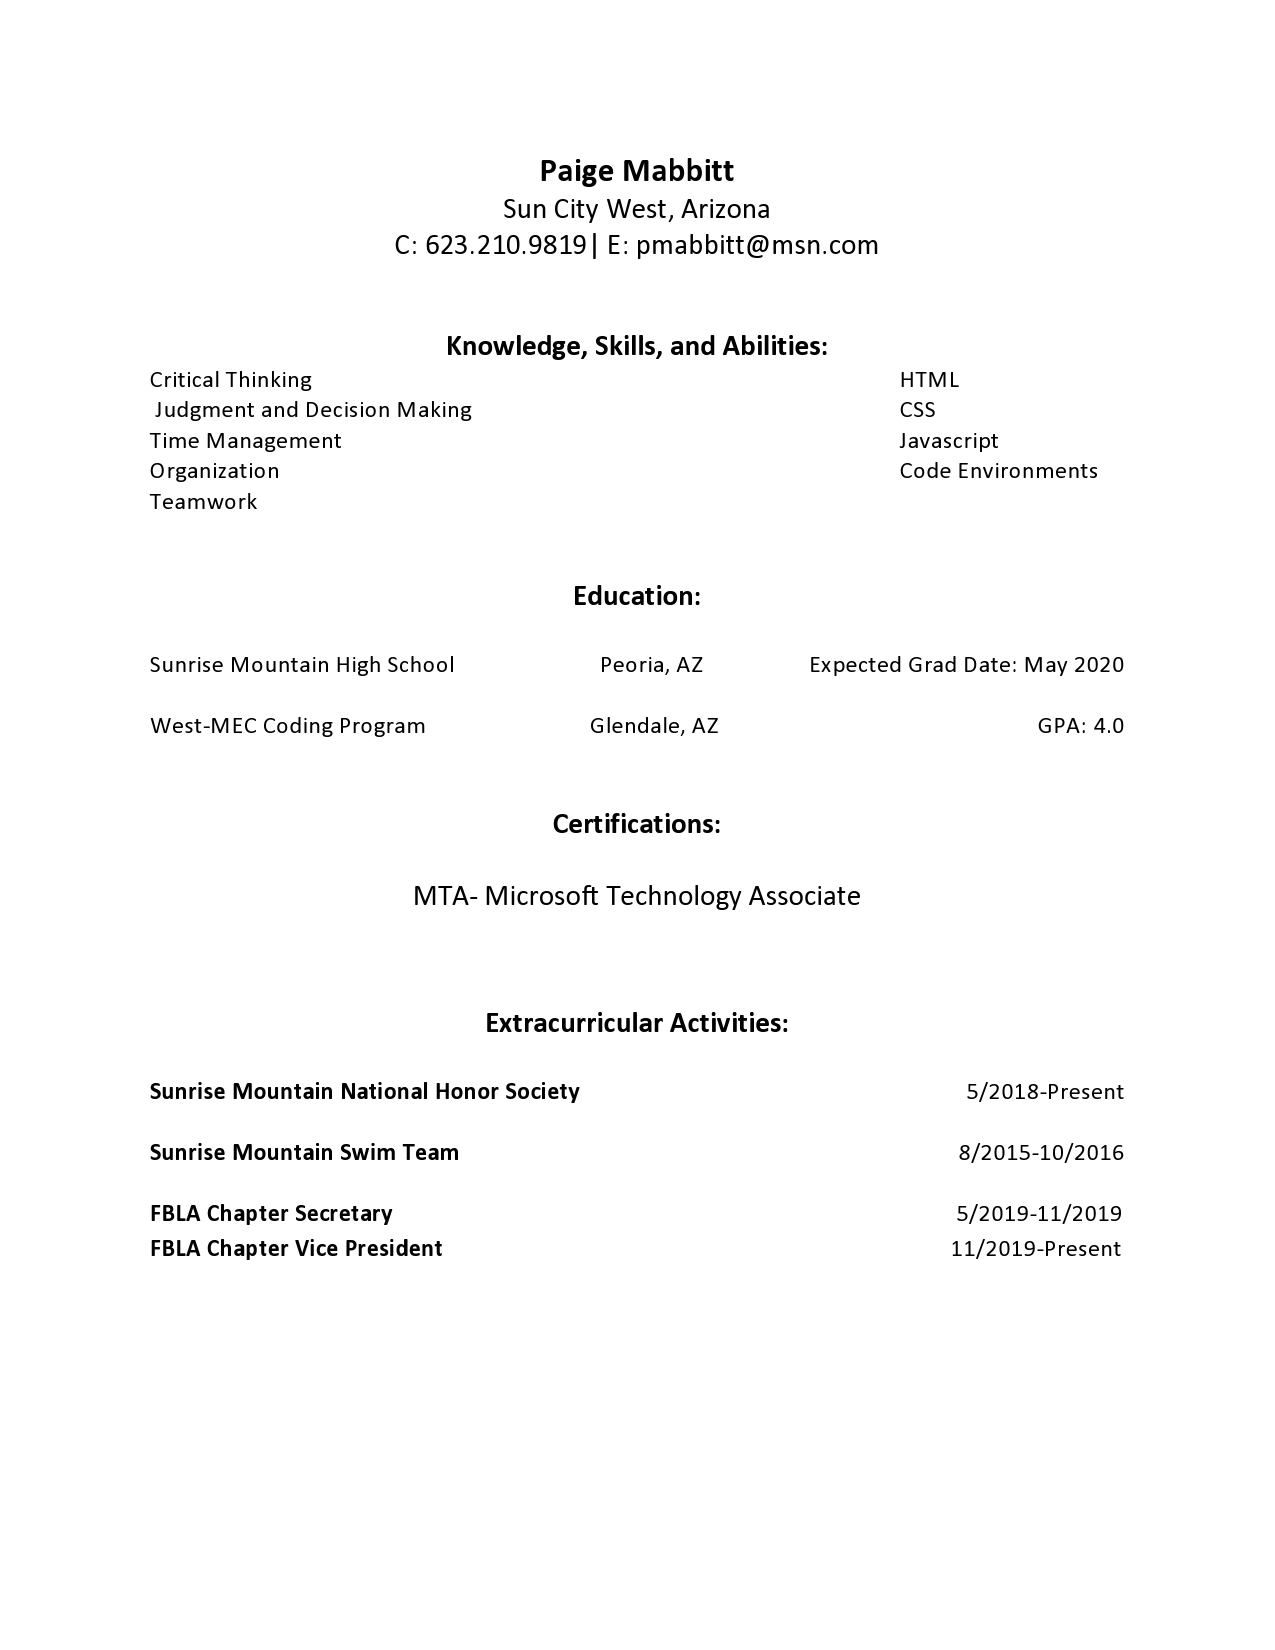 Paige Mabbitt
Sun City West, Arizona
C: 623.210.9819| E: pmabbitt@msn.com
Knowledge, Skills, and Abilities:
Critical Thinking HTML
Judgment and Decision Making CSS
Time Management Javascript
Organization Code Environments
Teamwork
Education:
Sunrise Mountain High School Peoria, AZ Expected Grad Date: May 2020
West-MEC Coding Program Glendale, AZ GPA: 4.0
Certifications:
MTA- Microsoft Technology Associate
Extracurricular Activities:
Sunrise Mountain National Honor Society 5/2018-Present
Sunrise Mountain Swim Team 8/2015-10/2016
FBLA Chapter Secretary 5/2019-11/2019
FBLA Chapter Vice President 11/2019-Present